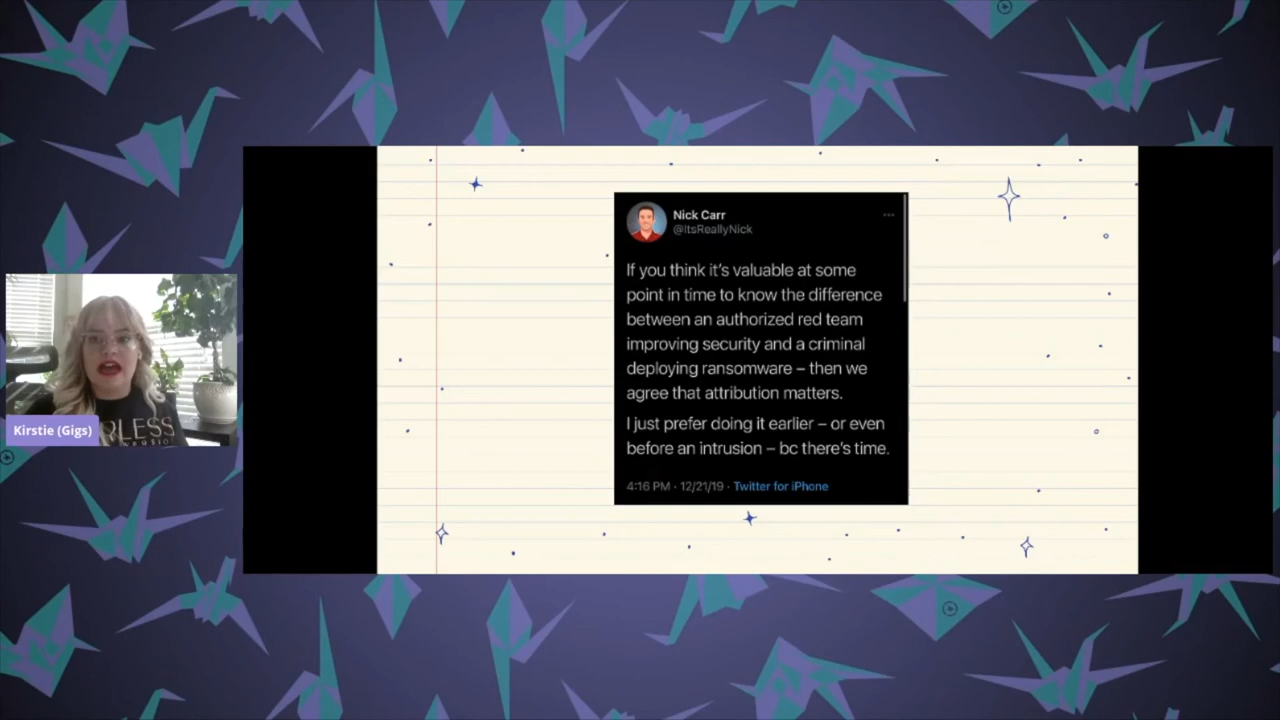 Nick Carr
@ItsReallyNick
If you think it's valuable at some
point in time to know the difference
between an authorized red team
improving security and a criminal
deploying ransomware – then we
agree that attribution matters.
I just prefer doing it earlier – or even
before an intrusion – bc there's time.
4:16 PM · 12/21/19 · Twitter for iPhone
Kirstie (Gigs)